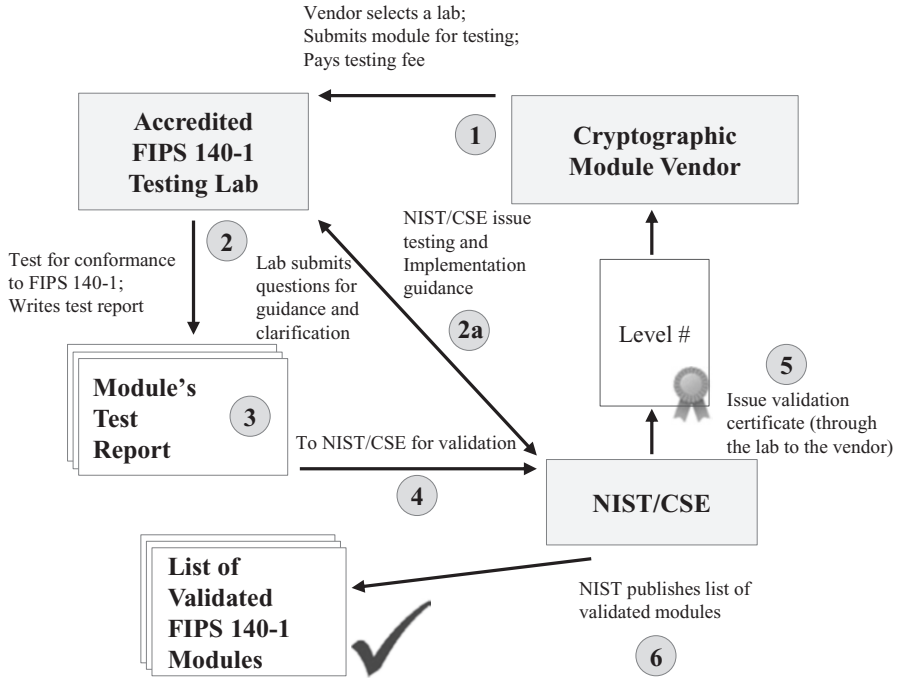 Vendor selects a lab;
Submits module for testing;
Pays testing fee
Accredited
FIPS 140-1
Testing Lab
1
Cryptographic
Module Vendor
2
Test for conformance
to FIPS 140-1;
Writes test report
Lab submits
questions for
guidance and
clarification
NIST/CSE issue
testing and
Implementation
guidance
2a
Level #
5
Issue validation
certificate (through
the lab to the vendor)
Module’s
Test
Report
3
To NIST/CSE for validation
4
NIST/CSE
List of
Validated
FIPS 140-1
Modules
NIST publishes list of
validated modules
6